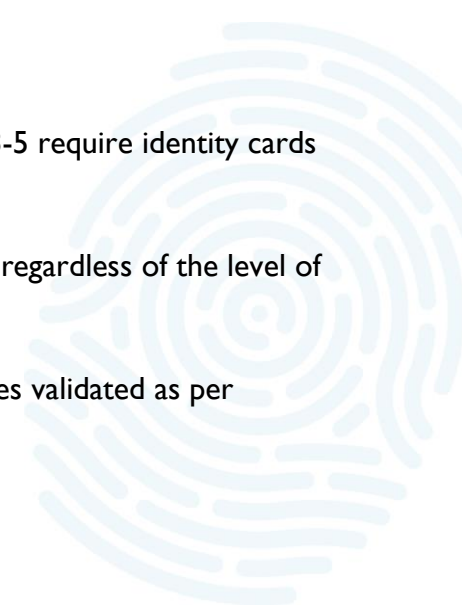 -5 require identity cards
regardless of the level of
es validated as per